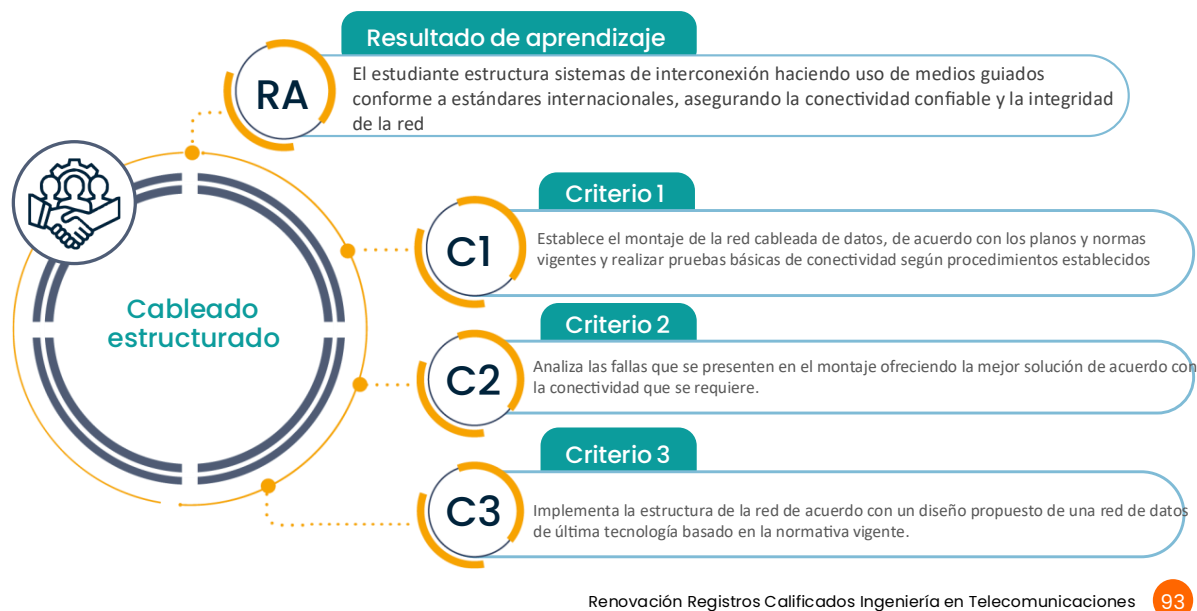 Resultado de aprendizaje
RA
El estudiante estructura sistemas de interconexión haciendo uso de medios guiados
conforme a estándares internacionales, asegurando la conectividad confiable y la integridad
de la red
Cableado
estructurado
Criterio 1
C1
Establece el montaje de la red cableada de datos, de acuerdo con los planos y normas
vigentes y realizar pruebas básicas de conectividad según procedimientos establecidos
Criterio 2
C2
Analiza las fallas que se presenten en el montaje ofreciendo la mejor solución de acuerdo con
la conectividad que se requiere.
Criterio 3
C3
Implementa la estructura de la red de acuerdo con un diseño propuesto de una red de datos
de última tecnología basado en la normativa vigente.
Renovación Registros Calificados Ingeniería en Telecomunicaciones 93